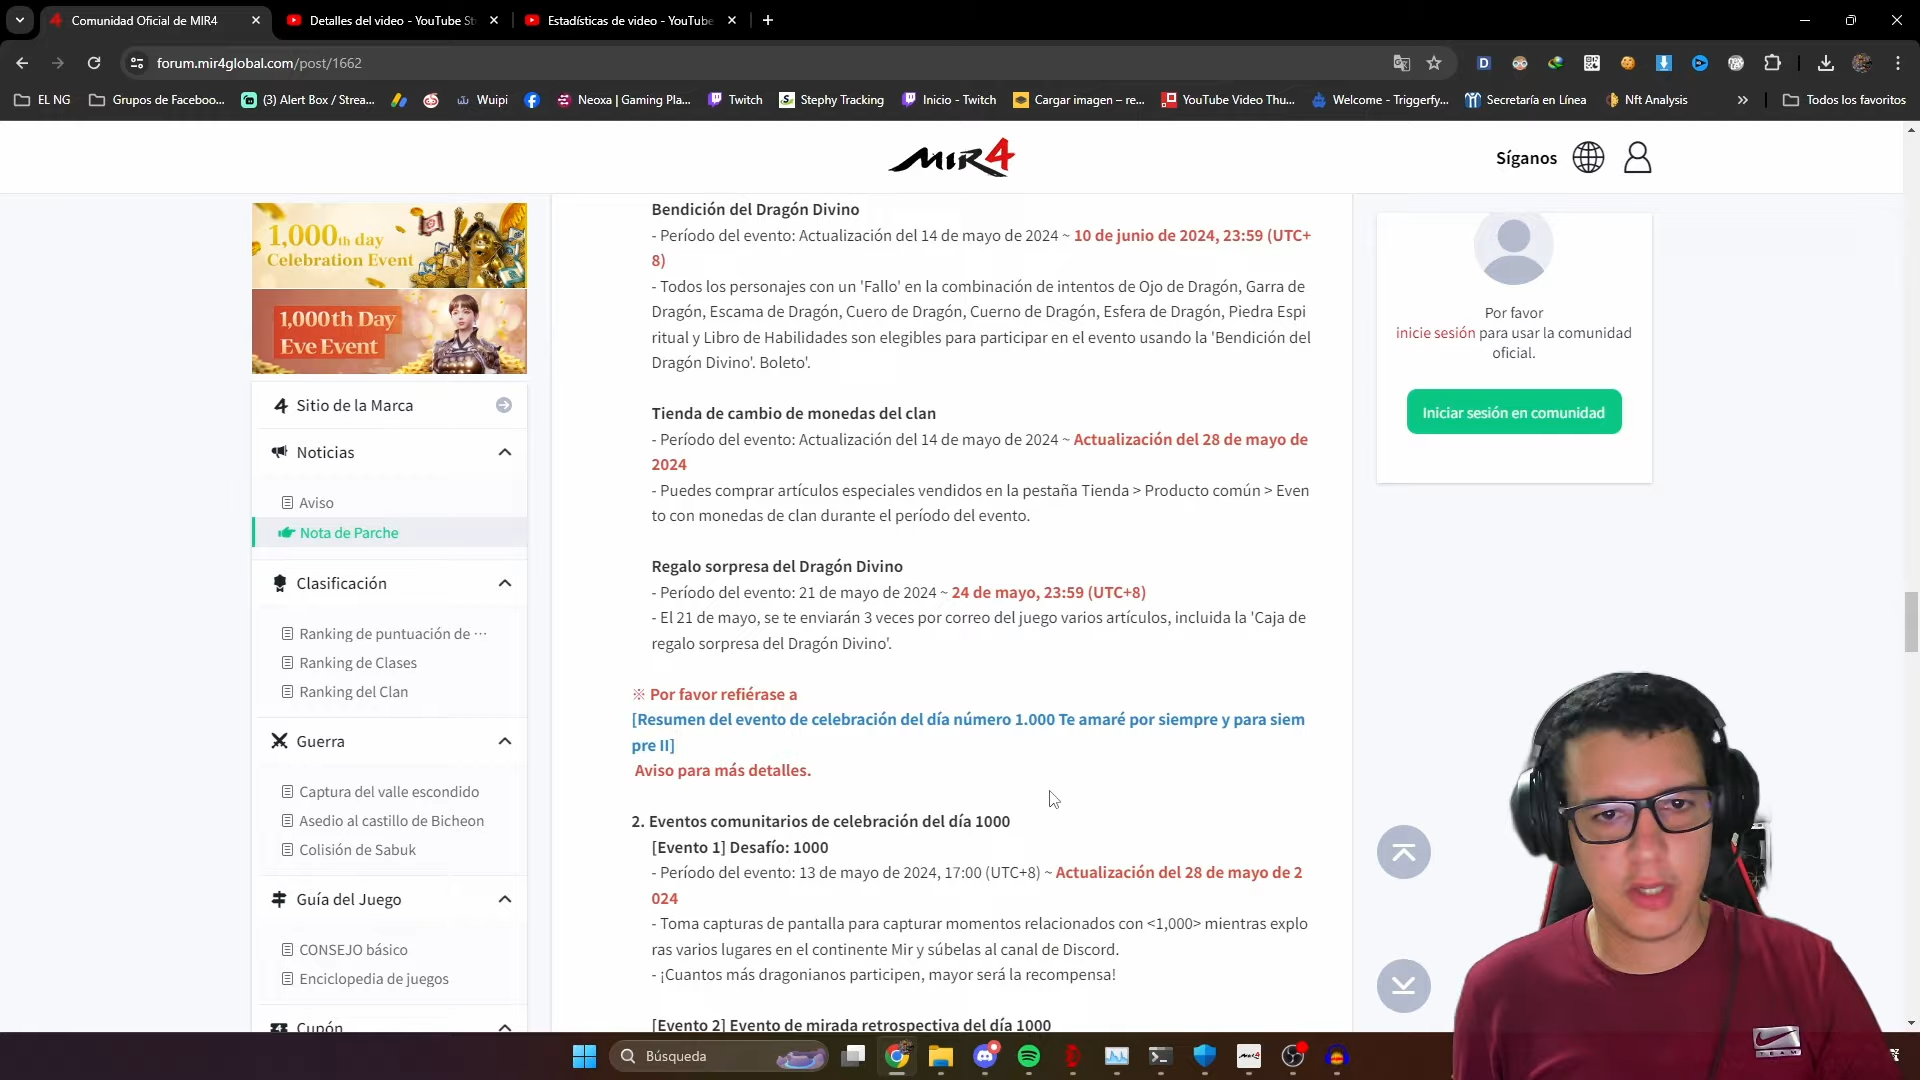 Comunidad Oficial de MIR4
Detalles del video - YouTube St
Estadísticas de video - YouTube
forum.mir4global.com/post/1662
EL NG
Grupos de Faceboo...
(3) Alert Box / Strea...
Wuipi
Neoxa | Gaming Pla...
Twitch
Stephy Tracking
Inicio - Twitch
Cargar imagen – re...
YouTube Video Thu...
Welcome - Triggerfy...
Secretaría en Línea
Nft Analysis
Todos los favoritos
MIR4
Síganos
1,000th day
Celebration Event
1,000th Day
Eve Event
Sitio de la Marca
Noticias
Aviso
Nota de Parche
Clasificación
Ranking de puntuación de ···
Ranking de Clases
Ranking del Clan
Guerra
Captura del valle escondido
Asedio al castillo de Bicheon
Colisión de Sabuk
Guía del Juego
CONSEJO básico
Enciclopedia de juegos
Cupón
Bendición del Dragón Divino
- Período del evento: Actualización del 14 de mayo de 2024 ~ 10 de junio de 2024, 23:59 (UTC+
8)
- Todos los personajes con un 'Fallo' en la combinación de intentos de Ojo de Dragón, Garra de
Dragón, Escama de Dragón, Cuero de Dragón, Cuerno de Dragón, Esfera de Dragón, Piedra Espi
ritual y Libro de Habilidades son elegibles para participar en el evento usando la 'Bendición del
Dragón Divino'. Boleto'.
Tienda de cambio de monedas del clan
- Período del evento: Actualización del 14 de mayo de 2024 ~ Actualización del 28 de mayo de
2024
- Puedes comprar artículos especiales vendidos en la pestaña Tienda > Producto común > Even
to con monedas de clan durante el período del evento.
Regalo sorpresa del Dragón Divino
- Período del evento: 21 de mayo de 2024 ~ 24 de mayo, 23:59 (UTC+8)
- El 21 de mayo, se te enviarán 3 veces por correo del juego varios artículos, incluida la 'Caja de
regalo sorpresa del Dragón Divino'.
※ Por favor refiérase a
[Resumen del evento de celebración del día número 1.000 Te amaré por siempre y para siem
pre II]
Aviso para más detalles.
2. Eventos comunitarios de celebración del día 1000
[Evento 1] Desafío: 1000
- Período del evento: 13 de mayo de 2024, 17:00 (UTC+8) ~ Actualización del 28 de mayo de 2
024
- Toma capturas de pantalla para capturar momentos relacionados con <1,000> mientras explo
ras varios lugares en el continente Mir y súbelas al canal de Discord.
- ¡Cuantos más dragonianos participen, mayor será la recompensa!
[Evento 2] Evento de mirada retrospectiva del día 1000
Por favor
inicie sesión para usar la comunidad
oficial.
Iniciar sesión en comunidad
Búsqueda